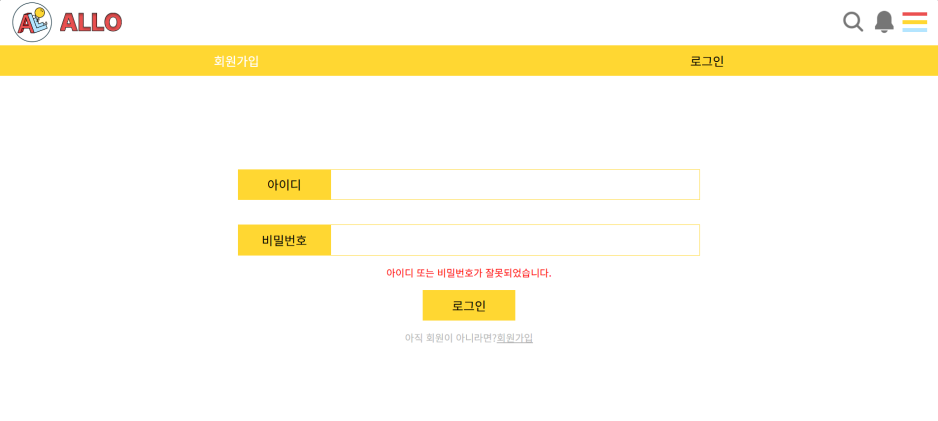 AL ALLO
회원가입 로그인
아이디
비밀번호
아이디 또는 비밀번호가 잘못되었습니다.
로그인
아직 회원이 아니라면?회원가입